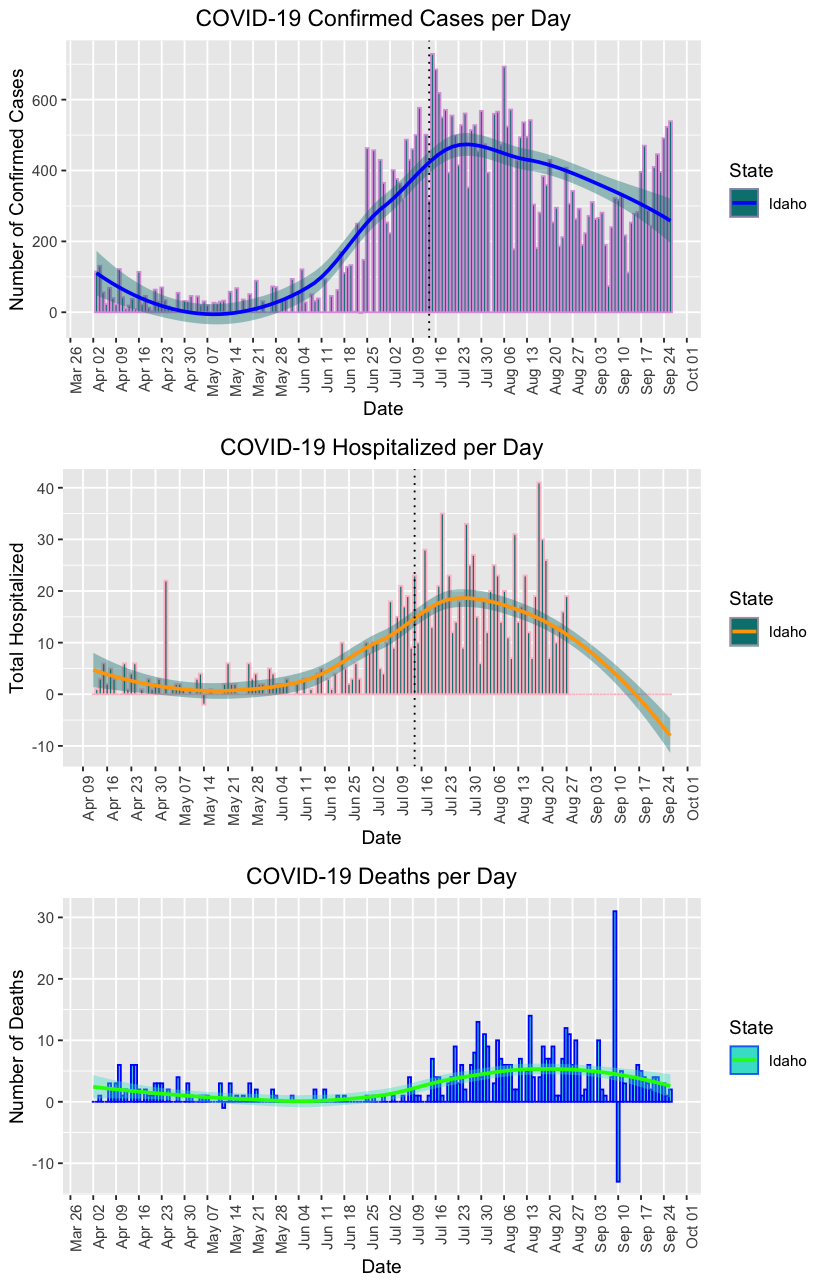 COVID-19 Confirmed Cases per Day
Number of Confirmed Cases
600
400
200
0
Mar 26
Apr 02
Apr 09
Apr 16
Apr 23
Apr 30
May 07
May 14
May 21
May 28
Jun 04
Jun 11
Jun 18
Jun 25
Jul 02
Jul 09
Jul 16
Jul 23
Jul 30
Aug 06
Aug 13
Aug 20
Aug 27
Sep 03
Sep 10
Sep 17
Sep 24
Oct 01
Date
State
Idaho
COVID-19 Hospitalized per Day
Total Hospitalized
40
30
20
10
0
-10
Apr 09
Apr 16
Apr 23
Apr 30
May 07
May 14
May 21
May 28
Jun 04
Jun 11
Jun 18
Jun 25
Jul 02
Jul 09
Jul 16
Jul 23
Jul 30
Aug 06
Aug 13
Aug 20
Aug 27
Sep 03
Sep 10
Sep 17
Sep 24
Oct 01
Date
State
Idaho
COVID-19 Deaths per Day
Number of Deaths
30
20
10
0
-10
Mar 26
Apr 02
Apr 09
Apr 16
Apr 23
Apr 30
May 07
May 14
May 21
May 28
Jun 04
Jun 11
Jun 18
Jun 25
Jul 02
Jul 09
Jul 16
Jul 23
Jul 30
Aug 06
Aug 13
Aug 20
Aug 27
Sep 03
Sep 10
Sep 17
Sep 24
Oct 01
Date
State
Idaho